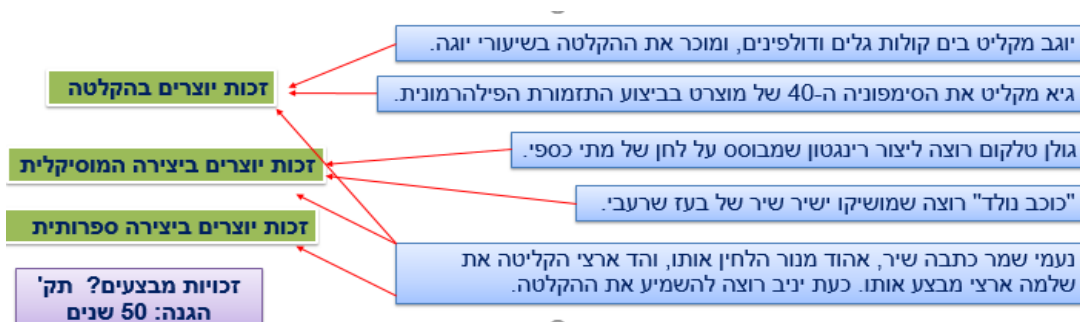 יוגב מקליט בים קולות גלים ודולפינים, ומוכר את ההקלטה בשיעורי יוגה.
זכות יוצרים בהקלטה
גיא מקליט את הסימפוניה ה-40 של מוצרט בביצוע התזמורת הפילהרמונית.
גולן טלקום רוצה ליצור רינגטון שמבוסס על לחן של מתי כספי.
זכות יוצרים ביצירה המוסיקלית
"כוכב נולד" רוצה שמושיקו ישיר שיר של בעז שרעבי.
זכות יוצרים ביצירה ספרותית
נעמי שמר כתבה שיר, אהוד מנור הלחין אותו, והד ארצי הקליטה את
שלמה ארצי מבצע אותו. כעת יניב רוצה להשמיע את ההקלטה.
זכויות מבצעים? תק'
הגנה: 50 שנים